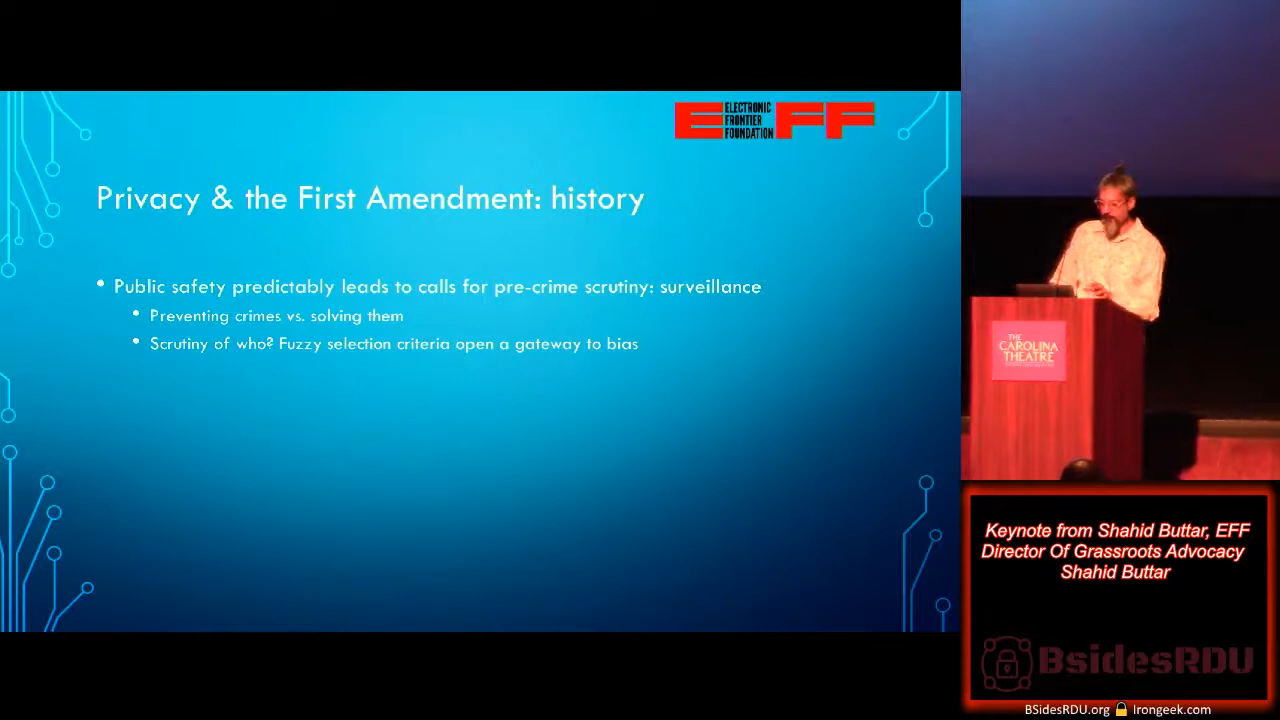 ELECTRONIC
FRONTIER
FOUNDATION
EFF
Privacy & the First Amendment: history
• Public safety predictably leads to calls for pre-crime scrutiny: surveillance
• Preventing crimes vs. solving them
• Scrutiny of who? Fuzzy selection criteria open a gateway to bias
THE
CAROLINA
THEATRE
Keynote from Shahid Buttar, EFF
Director Of Grassroots Advocacy
Shahid Buttar
BsidesRDU
BSidesRDU.org 🔒 Irongeek.com